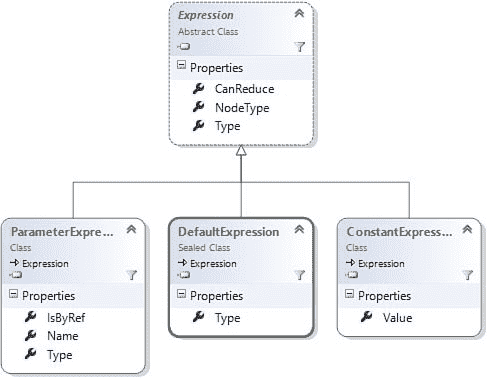 Expression
Abstract Class
Properties
CanReduce
NodeType
Type
ParameterExpre...
Class
Expression
Properties
IsByRef
Name
Type
DefaultExpression
Sealed Class
Expression
Properties
Type
ConstantExpress...
Class
Expression
Properties
Value